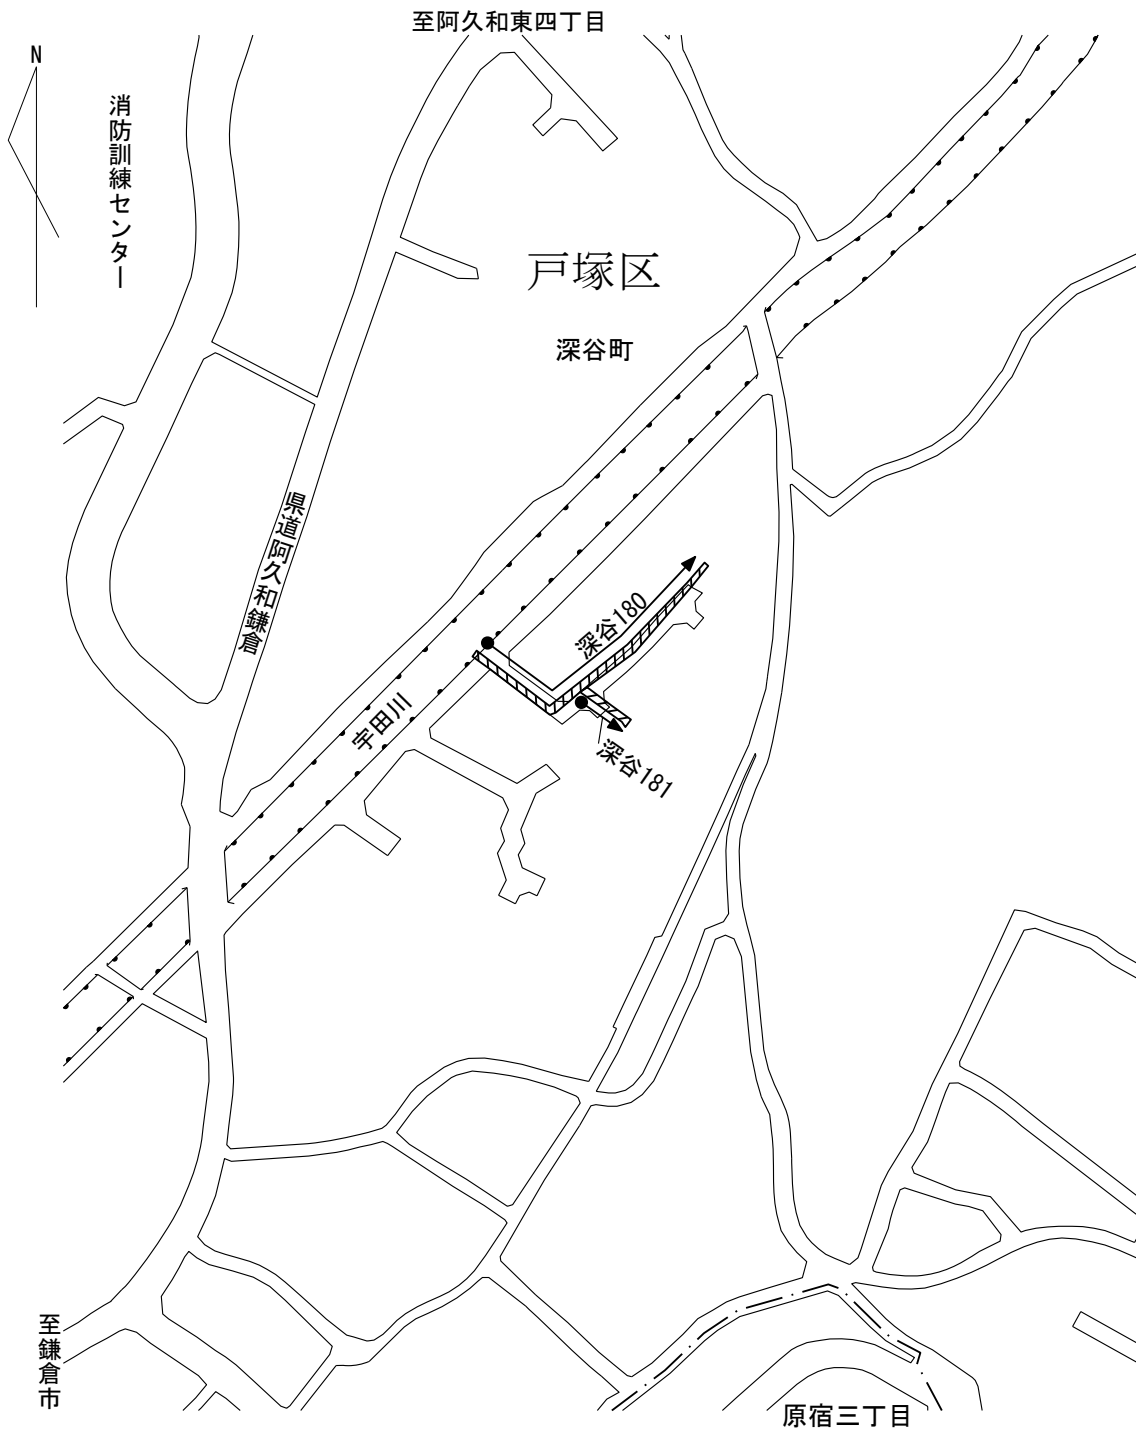 至阿久和東四丁目
N
消防訓練センター
戸塚区
深谷町
県道阿久和鎌倉
深谷180
宇田川
深谷181
至鎌倉市
原宿三丁目